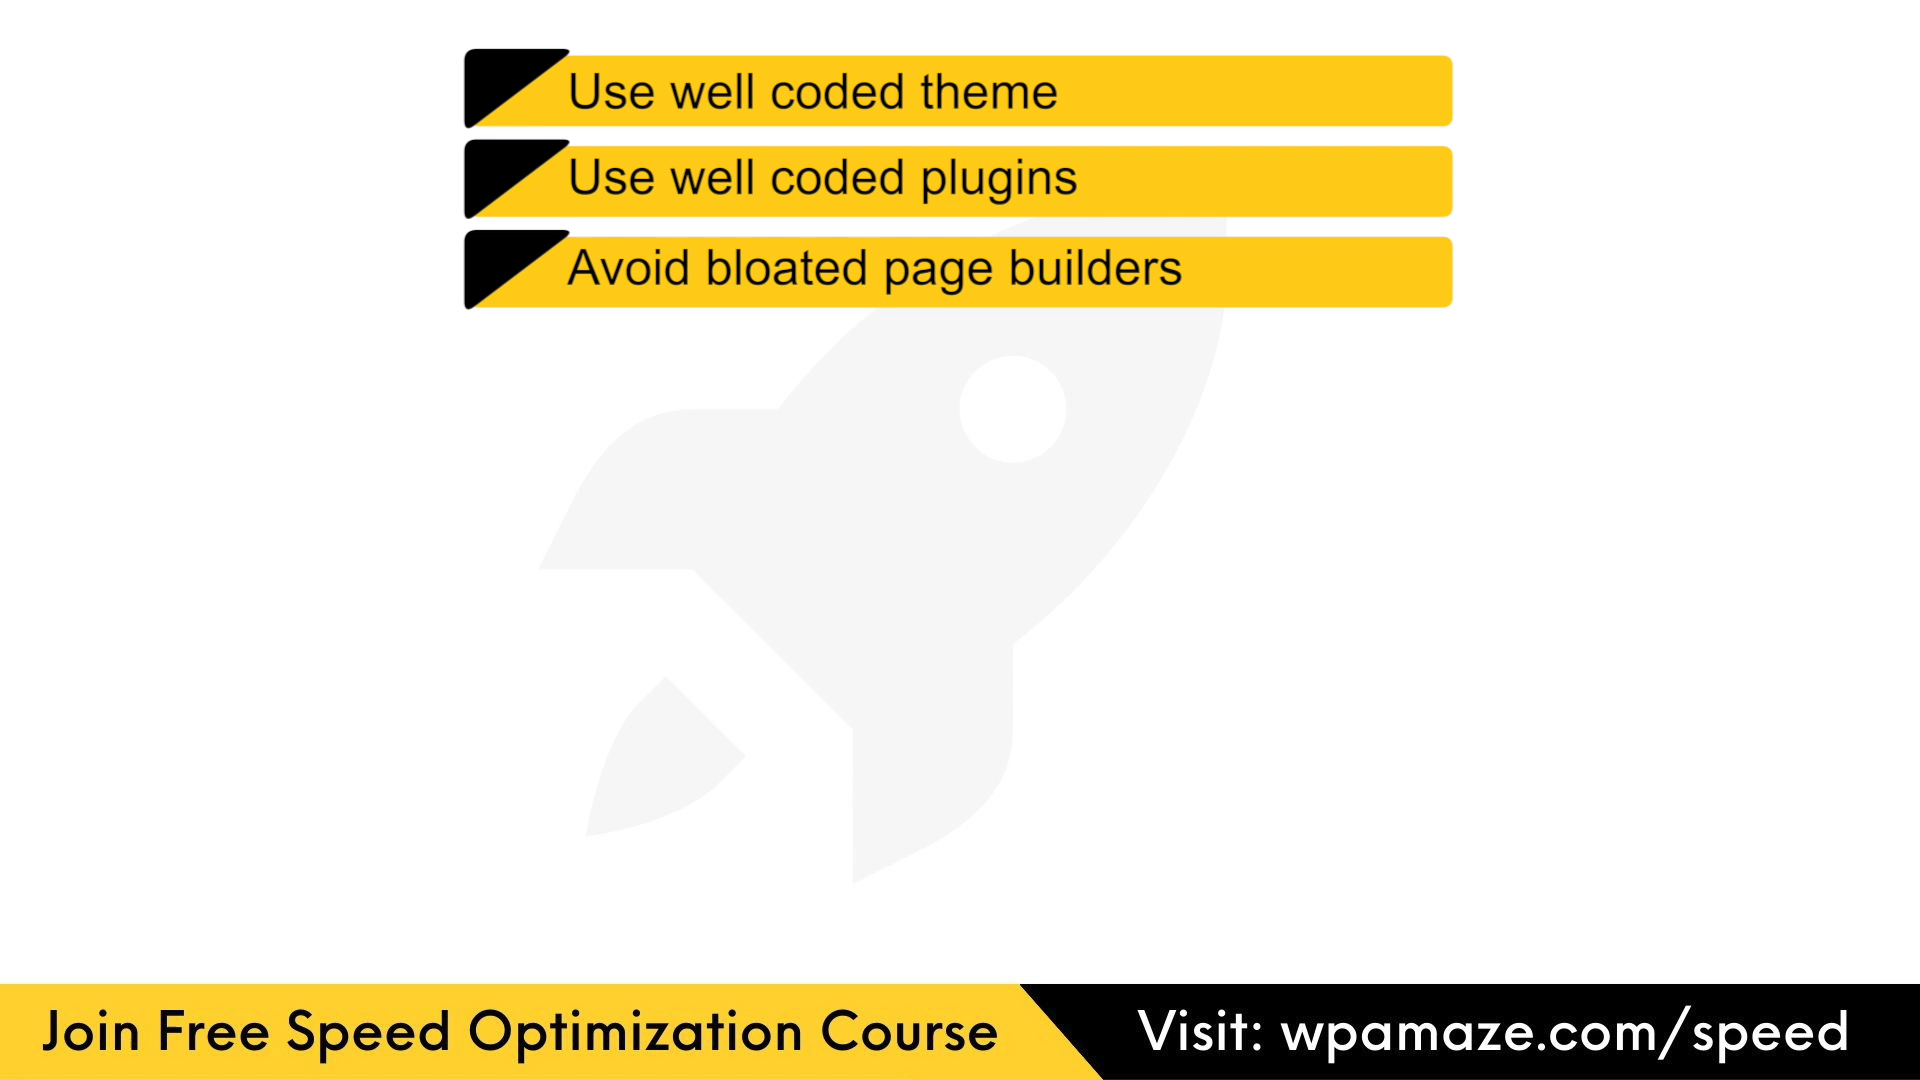 Use well coded theme
Use well coded plugins
Avoid bloated page builders
Join Free Speed Optimization Course
Visit: wpamaze.com/speed